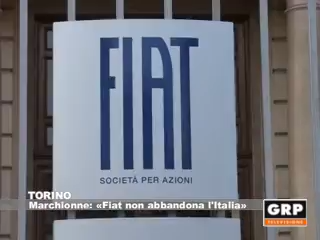 FIAT
SOCIETÀ PER AZIONI
TORINO
Marchionne: «Fiat non abbandona l'Italia»
GRP
TELEVISIONE